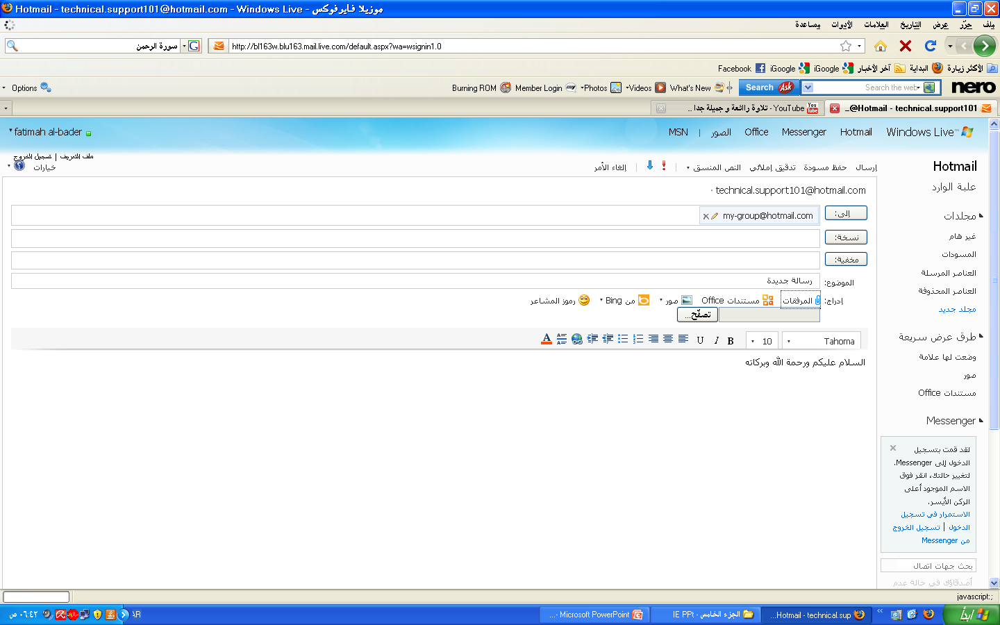 Hotmail - technical.support101@hotmail.com - Windows Live - موزيلا فايرفوكس
ملف حرّر عرض التاريخ العلامات الأدوات مساعدة
http://bl163w.blu163.mail.live.com/default.aspx?wa=wsignin1.0
سورة الرحمن
الأكثر زيارة البداية آخر الأخبار iGoogle iGoogle Facebook
nero Search the web Search Ask What's New Videos Photos Member Login Burning ROM Options
Hotmail - technical.support101@...
YouTube - تلاوة راائعة و جميلة جدا ...
Windows Live™ Hotmail Messenger Office الصور | MSN
fatimah al-bader
ملف التعريف | تسجيل الخروج
Hotmail
إرسال حفظ مسودة تدقيق إملائي النص المنسق | ! | إلغاء الأمر
خيارات
علبة الوارد
مجلدات
غير هام
المسودات
العناصر المرسلة
العناصر المحذوفة
مجلد جديد
طرق عرض سريعة
وضعت لها علامة
صور
مستندات Office
Messenger
لقد قمت بتسجيل
الدخول إلى Messenger.
لتغيير حالتك، انقر فوق
الاسم الموجود أعلى
الركن الأيسر.
الاستمرار في تسجيل
الدخول | تسجيل الخروج
من Messenger
بحث جهات اتصال
أصدقاؤك في حالة عدم
technical.support101@hotmail.com
إلى: my-group@hotmail.com
نسخة:
مخفية:
الموضوع: رسالة جديدة
إدراج: المرفقات مستندات Office صور من Bing رموز المشاعر
تصفّح...
Tahoma 10 B I U A
السلام عليكم ورحمة الله وبركاته
javascript:;
ابدأ
Hotmail - technical.sup...
الجزء الخامس - IE PPt
Microsoft PowerPoint - ...
AR
٠٦:٤٢ ص